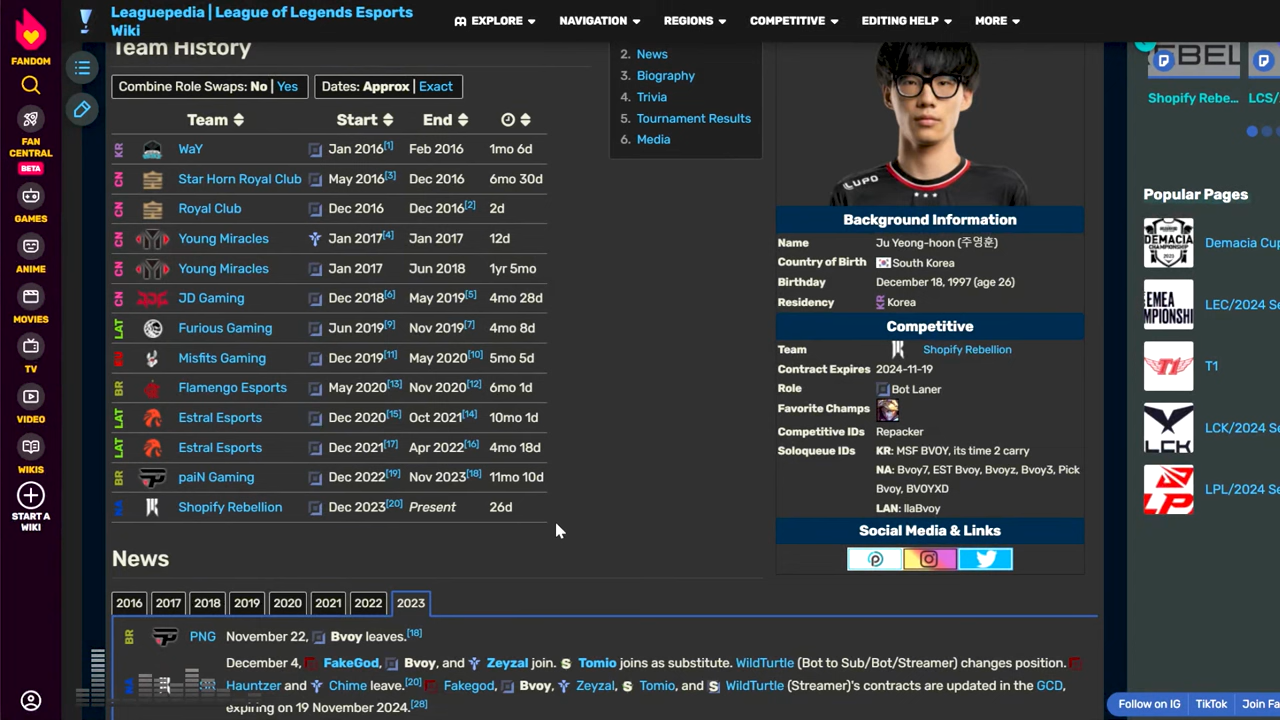 Leaguepedia | League of Legends Esports
Wiki
EXPLORE NAVIGATION REGIONS COMPETITIVE EDITING HELP MORE
FANDOM
FAN
CENTRAL
BETA
GAMES
ANIME
MOVIES
TV
VIDEO
WIKIS
START A
WIKI
Team History
Combine Role Swaps: No | Yes Dates: Approx | Exact
Team Start End
KR WaY Jan 2016[1] Feb 2016 1mo 6d
CN Star Horn Royal Club May 2016[3] Dec 2016 6mo 30d
CN Royal Club Dec 2016 Dec 2016[2] 2d
CN Young Miracles Jan 2017[4] Jan 2017 12d
CN Young Miracles Jan 2017 Jun 2018 1yr 5mo
CN JD Gaming Dec 2018[6] May 2019[5] 4mo 28d
LAT Furious Gaming Jun 2019[9] Nov 2019[7] 4mo 8d
EU Misfits Gaming Dec 2019[11] May 2020[10] 5mo 5d
BR Flamengo Esports May 2020[13] Nov 2020[12] 6mo 1d
LAT Estral Esports Dec 2020[15] Oct 2021[14] 10mo 1d
LAT Estral Esports Dec 2021[17] Apr 2022[16] 4mo 18d
BR paiN Gaming Dec 2022[19] Nov 2023[18] 11mo 10d
NA Shopify Rebellion Dec 2023[20] Present 26d
2. News
3. Biography
4. Trivia
5. Tournament Results
6. Media
LUPO
Background Information
Name Ju Yeong-hoon (주영훈)
Country of Birth South Korea
Birthday December 18, 1997 (age 26)
Residency KR Korea
Competitive
Team Shopify Rebellion
Contract Expires 2024-11-19
Role Bot Laner
Favorite Champs
Competitive IDs Repacker
Soloqueue IDs KR: MSF BVOY, its time 2 carry
NA: Bvoy7, EST Bvoy, Bvoyz, Bvoy3, Pick
Bvoy, BVOYXD
LAN: llaBvoy
Social Media & Links
News
2016 2017 2018 2019 2020 2021 2022 2023
BR PNG November 22, Bvoy leaves.[18]
December 4, FakeGod, Bvoy, and Zeyzal join. Tomio joins as substitute. WildTurtle (Bot to Sub/Bot/Streamer) changes position.
Haunter and Chime leave.[20] Fakegod, Bvoy, Zeyzal, Tomio, and WildTurtle (Streamer)'s contracts are updated in the GCD,
expiring on 19 November 2024.[28]
Shopify Rebe... LCS/
Popular Pages
DEMACIA
CHAMPIONSHIP
2023
Demacia Cup
EMEA
MPIONSHI
LEC/2024 Se
T1
LCK
LCK/2024 S
LPL/2024 Se
Follow on IG TikTok Join Fa